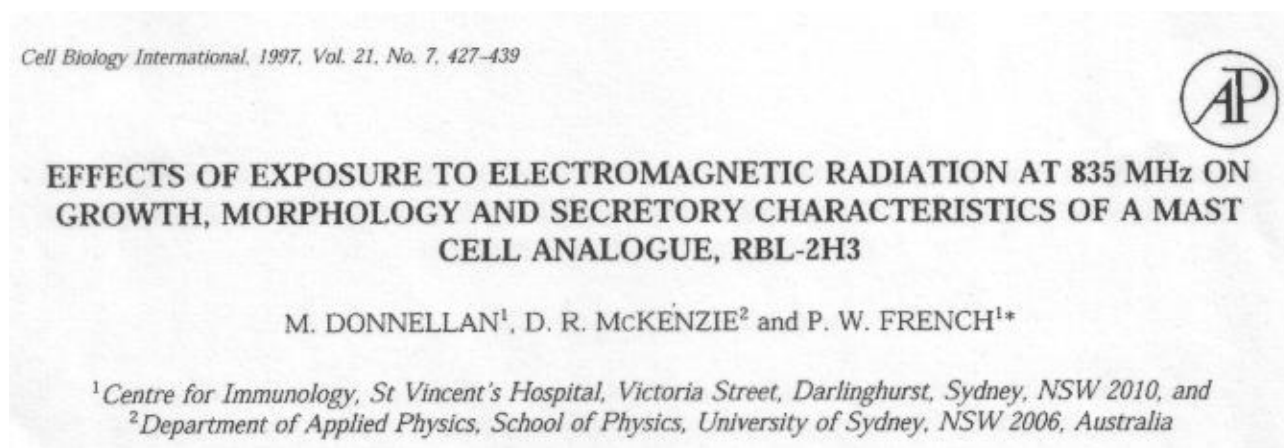 Cell Biology International, 1997, Vol. 21, No. 7, 427–439
AP
EFFECTS OF EXPOSURE TO ELECTROMAGNETIC RADIATION AT 835 MHz ON
GROWTH, MORPHOLOGY AND SECRETORY CHARACTERISTICS OF A MAST
CELL ANALOGUE, RBL-2H3
M. DONNELLAN¹, D. R. McKENZIE² and P. W. FRENCH¹*
¹Centre for Immunology, St Vincent's Hospital, Victoria Street, Darlinghurst, Sydney, NSW 2010, and
²Department of Applied Physics, School of Physics, University of Sydney, NSW 2006, Australia